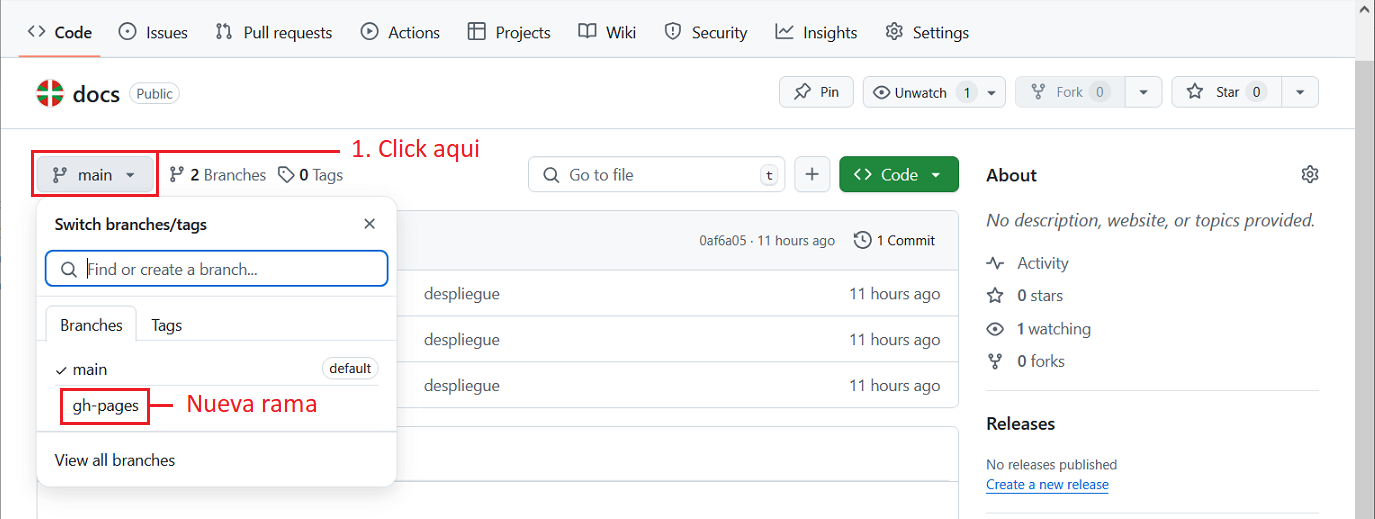 Code Issues Pull requests Actions Projects Wiki Security Insights Settings
docs Public Pin Unwatch 1 Fork 0 Star 0
1. Click aqui
main 2 Branches 0 Tags Go to file t + Code About
Switch branches/tags
No description, website, or topics provided.
0af6a05 · 11 hours ago 1 Commit
Find or create a branch...
Activity
despliegue 11 hours ago
0 stars
Branches Tags
1 watching
despliegue 11 hours ago
0 forks
main default
despliegue 11 hours ago
gh-pages Nueva rama
Releases
View all branches
No releases published
Create a new release